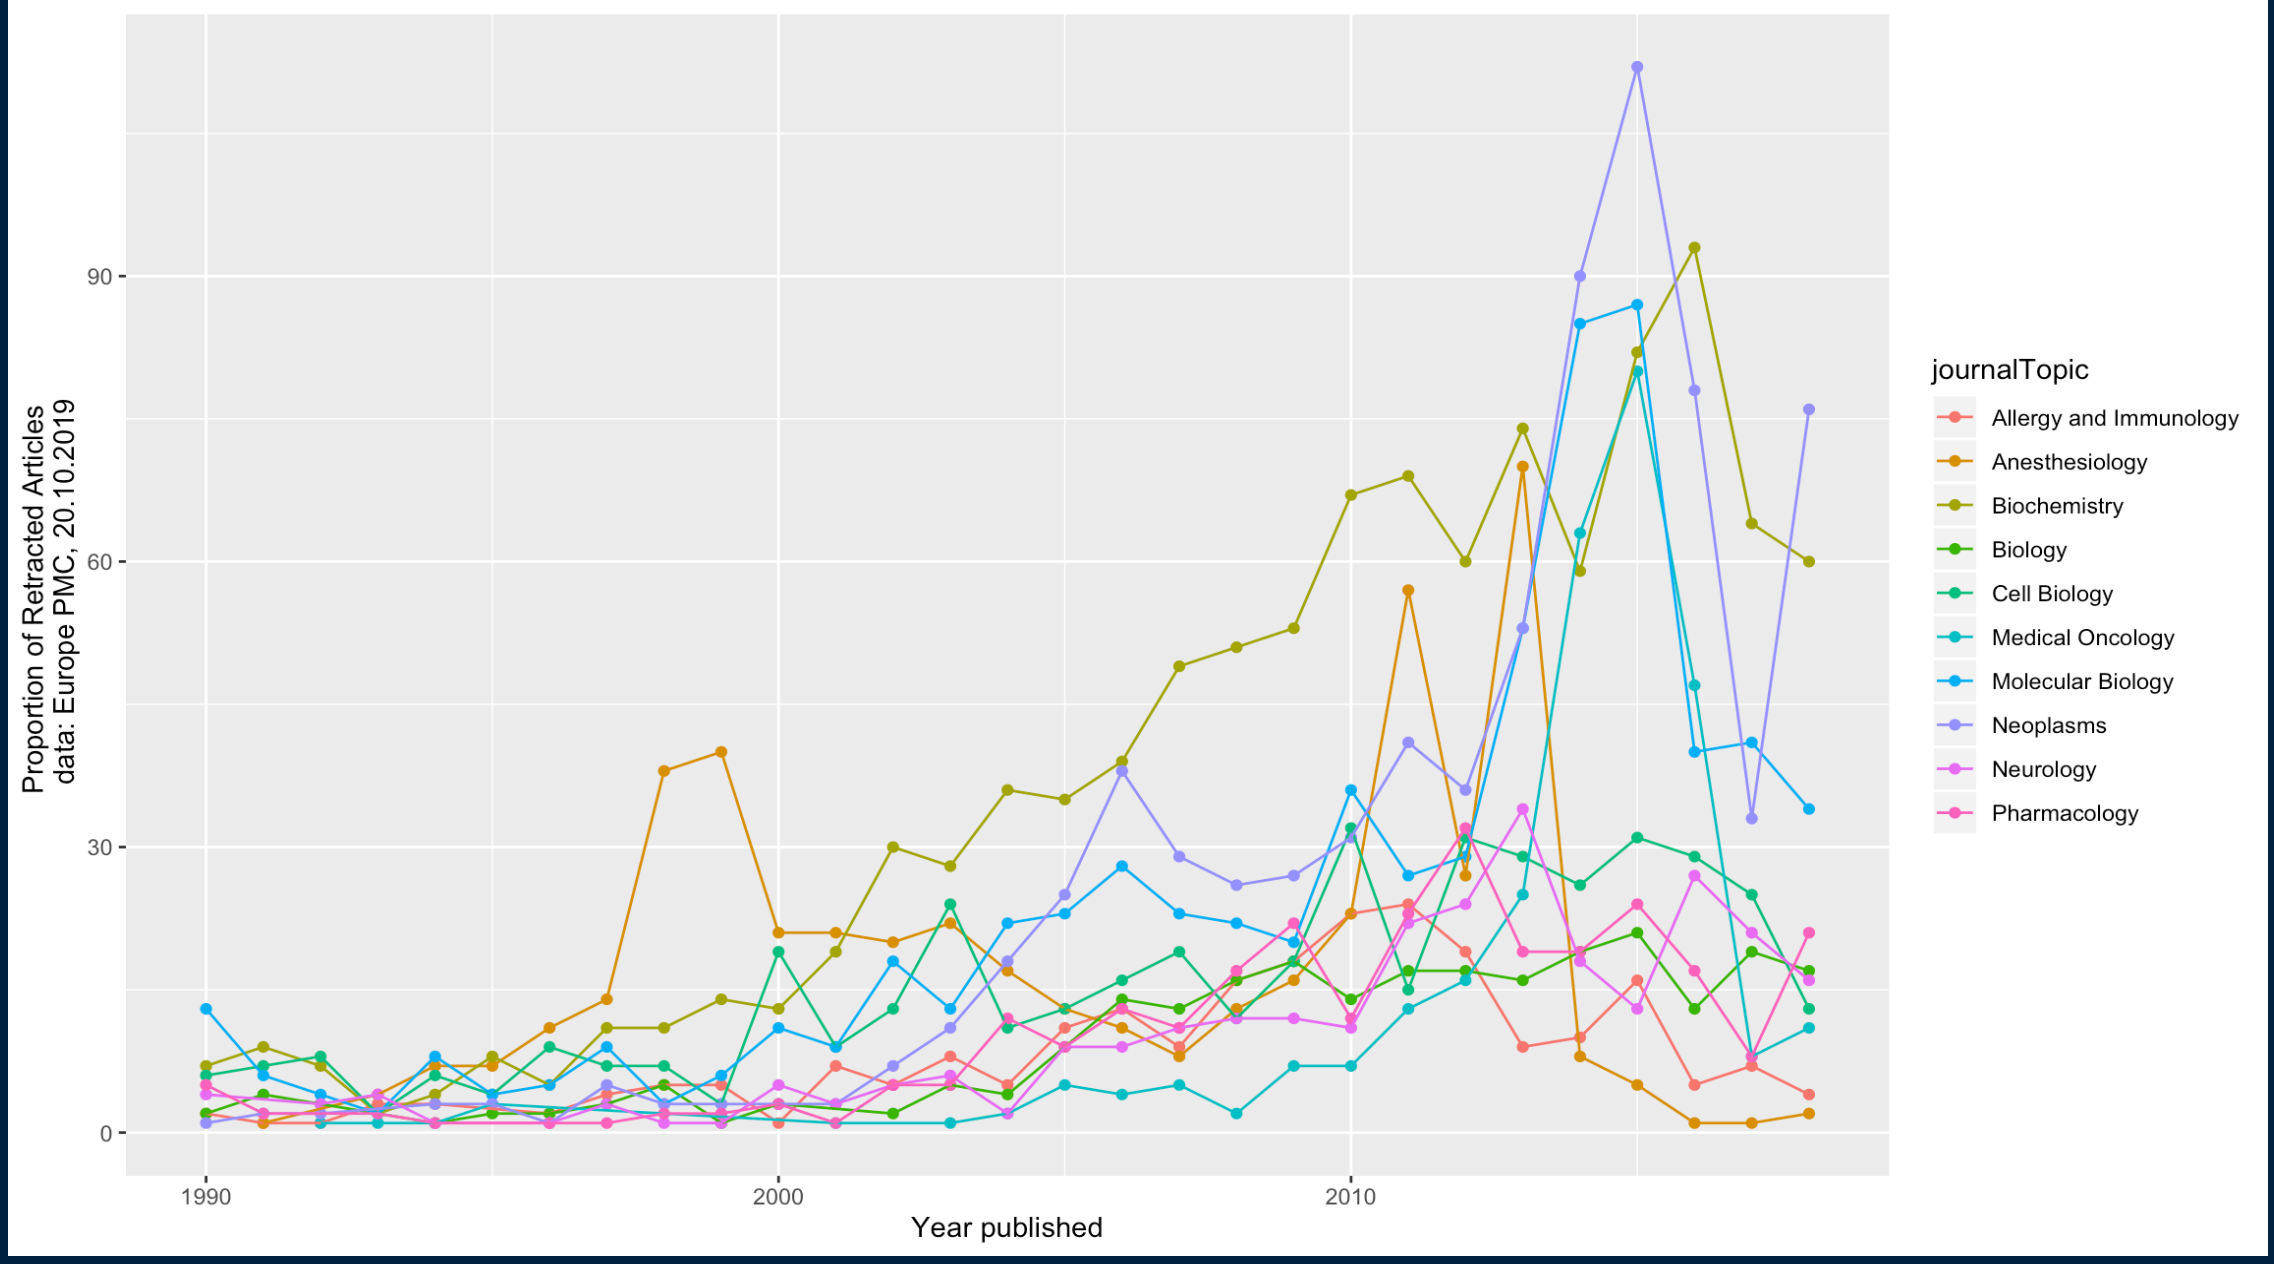 Proportion of Retracted Articles
data: Europe PMC, 20.10.2019
90
60
30
0
1990
2000
2010
Year published
journalTopic
Allergy and Immunology
Anesthesiology
Biochemistry
Biology
Cell Biology
Medical Oncology
Molecular Biology
Neoplasms
Neurology
Pharmacology